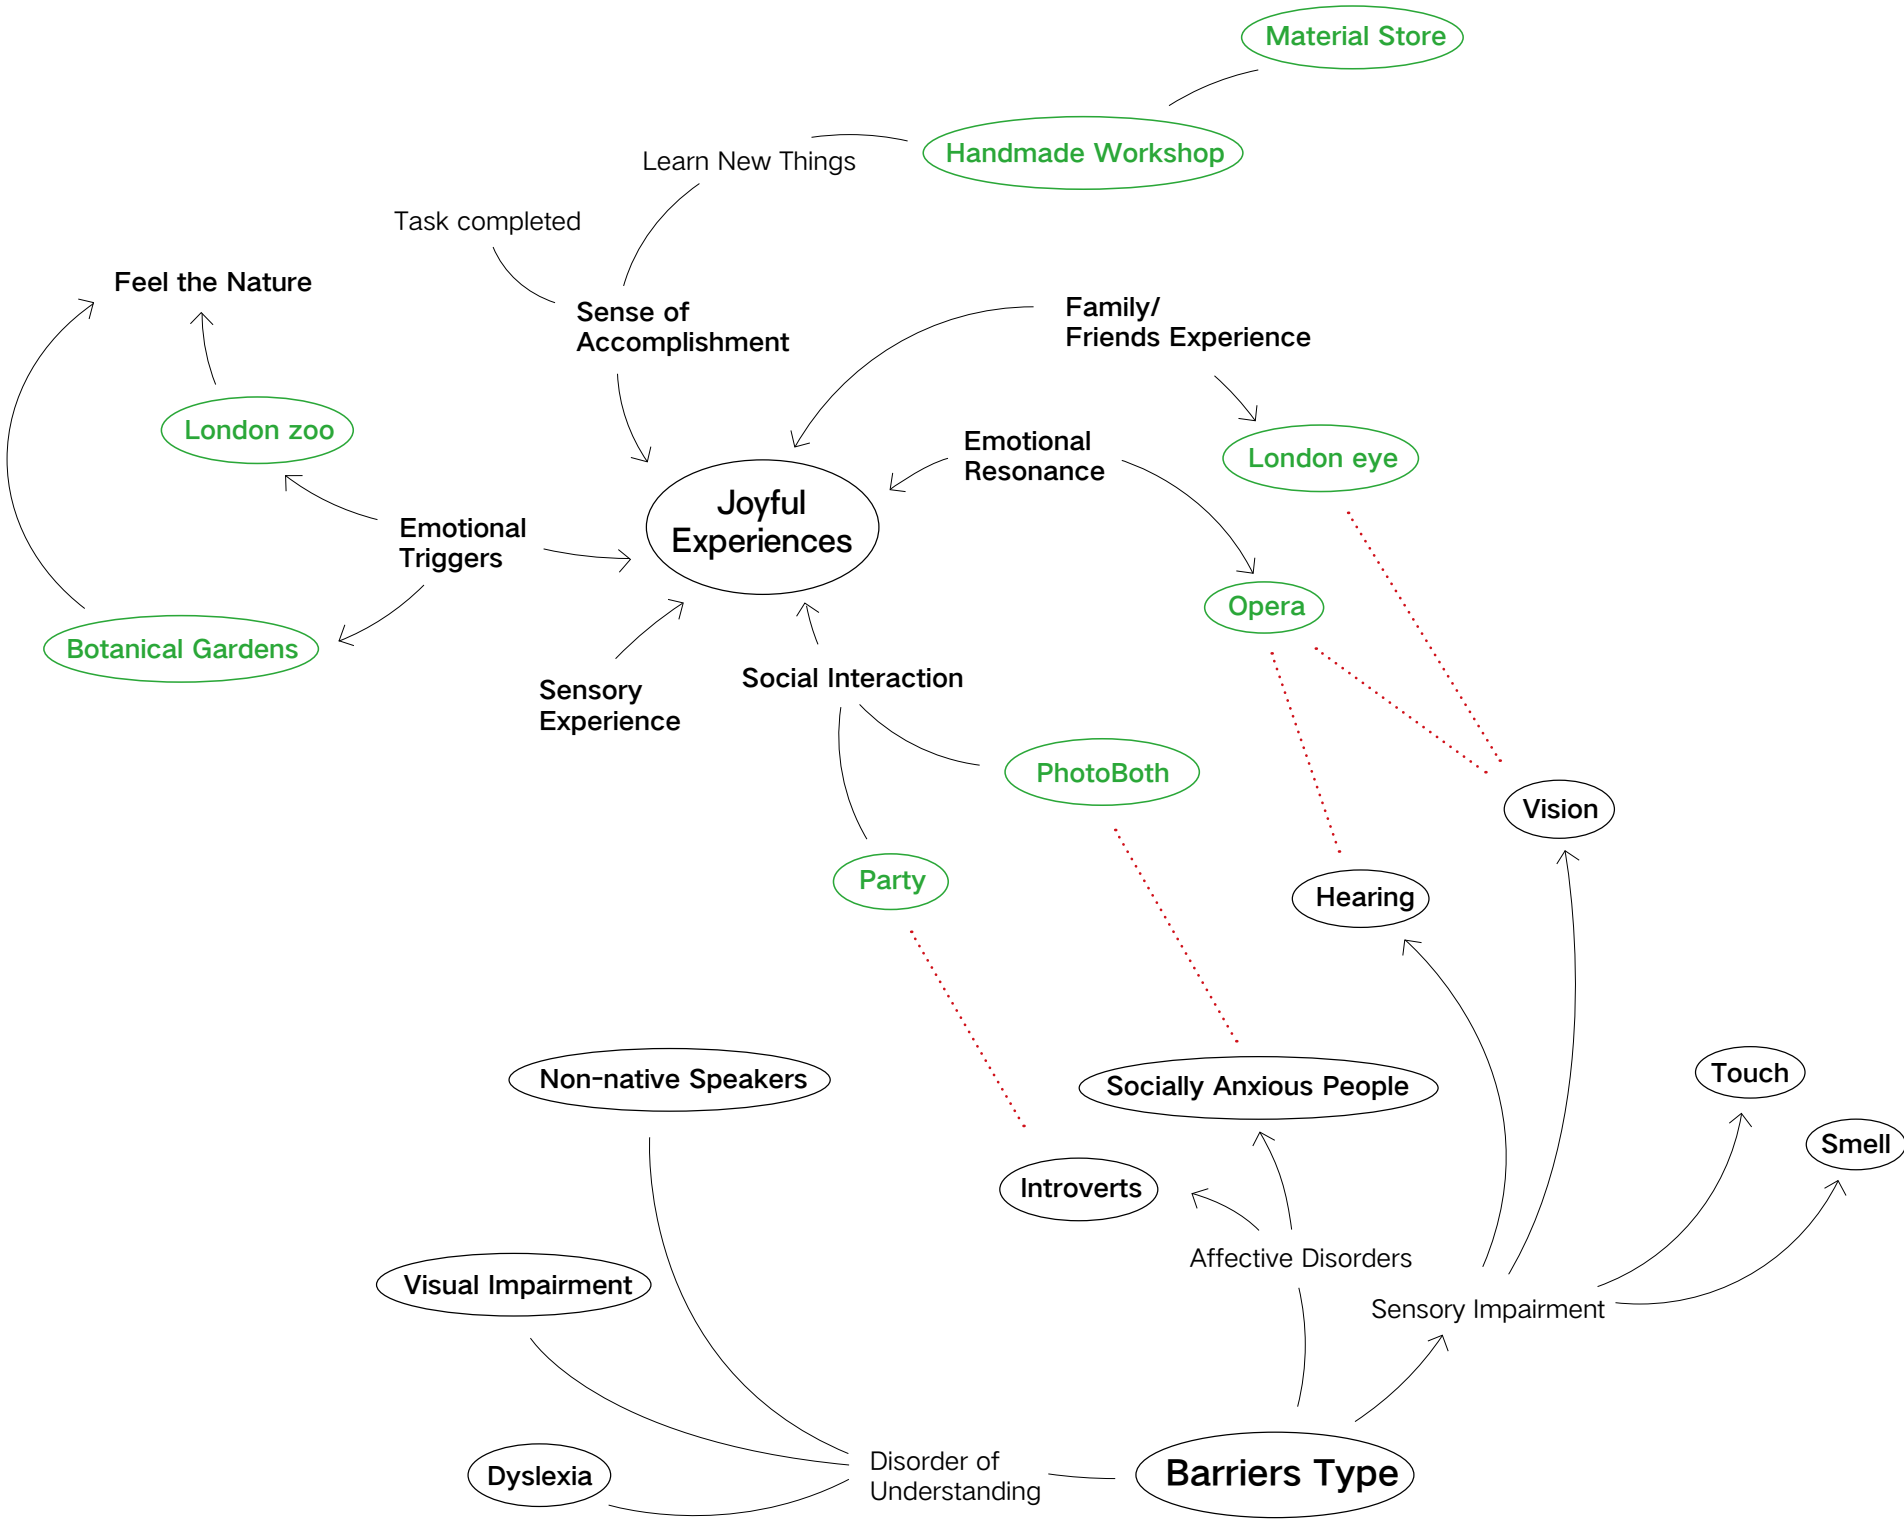 Material Store
Handmade Workshop
Learn New Things
Task completed
Feel the Nature
Sense of
Accomplishment
Family/
Friends Experience
London zoo
Emotional
Resonance
London eye
Joyful
Experiences
Emotional
Triggers
Opera
Botanical Gardens
Sensory
Experience
Social Interaction
PhotoBoth
Vision
Party
Hearing
Non-native Speakers
Socially Anxious People
Touch
Smell
Introverts
Affective Disorders
Visual Impairment
Sensory Impairment
Disorder of
Understanding
Barriers Type
Dyslexia